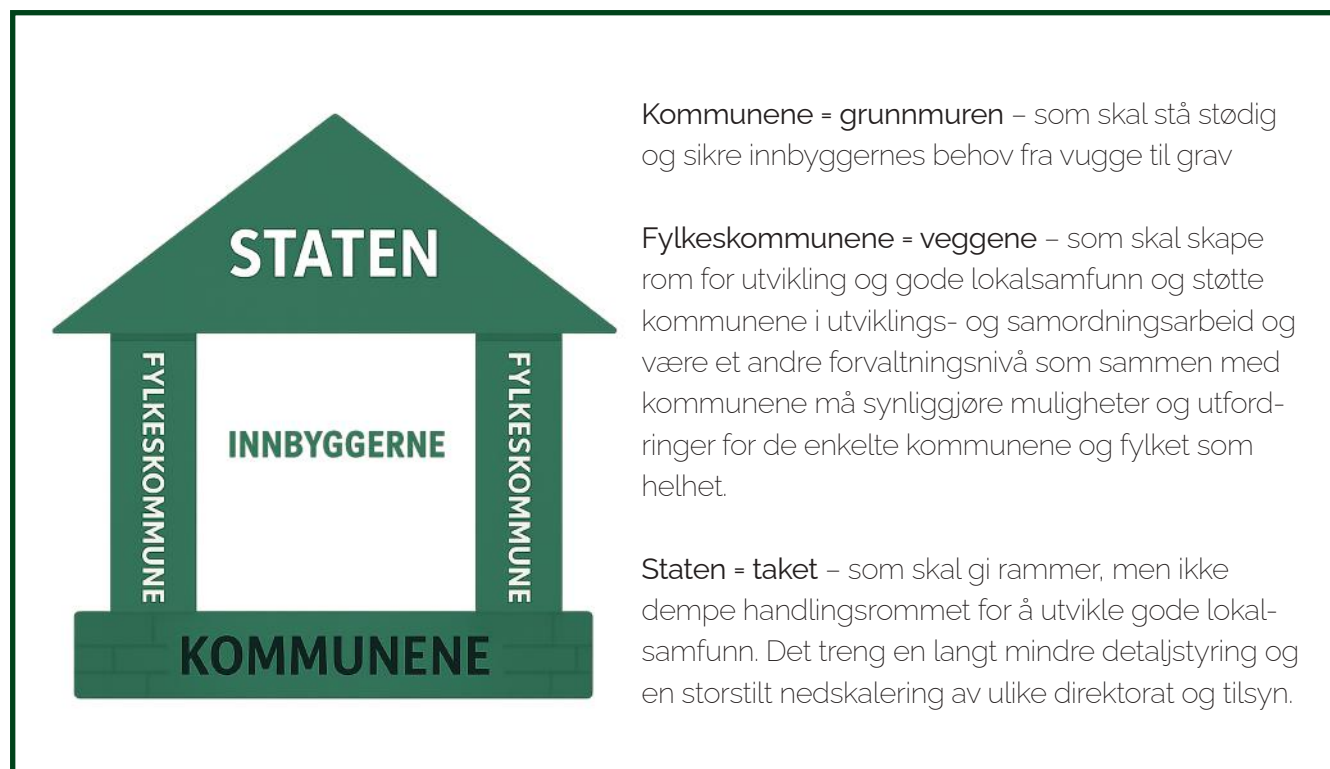 STATEN
FYLKESKOMMUNE
INNBYGGERNE
FYLKESKOMMUNE
KOMMUNENE
Kommunene = grunnmuren – som skal stå stødig
og sikre innbyggernes behov fra vugge til grav
Fylkeskommunene = veggene – som skal skape
rom for utvikling og gode lokalsamfunn og støtte
kommunene i utviklings- og samordningsarbeid og
være et andre forvaltningsnivå som sammen med
kommunene må synliggjøre muligheter og utford-
ringer for de enkelte kommunene og fylket som
helhet.
Staten = taket – som skal gi rammer, men ikke
dempe handlingsrommet for å utvikle gode lokal-
samfunn. Det treng en langt mindre detaljstyring og
en storstilt nedskalering av ulike direktorat og tilsyn.